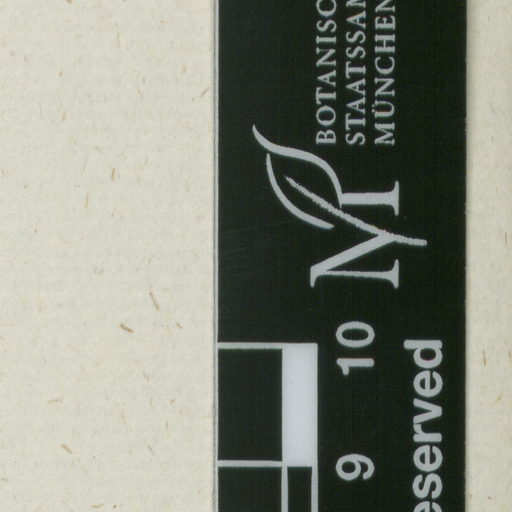 BOTANISC
STAATSSAM
MÜNCHEN
M
9 10
eserved